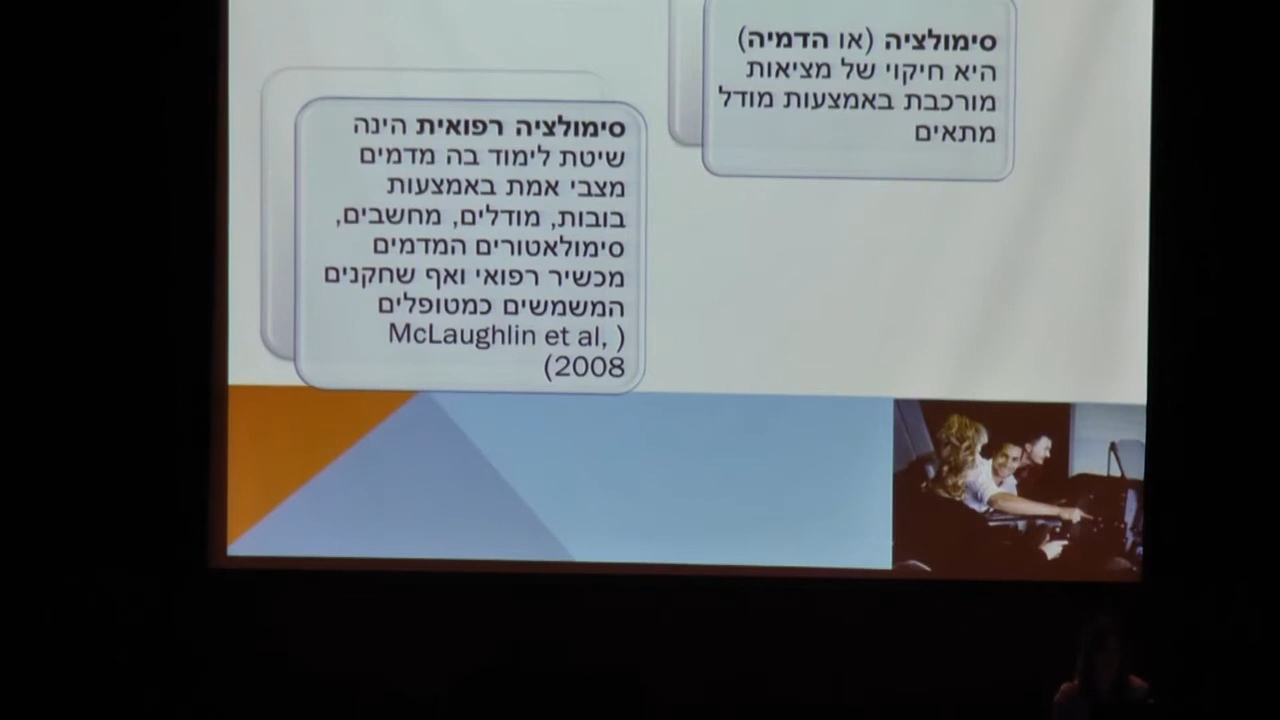 סימולציה (או הדמיה)
היא חיקוי של מציאות
מורכבת באמצעות מודל
מתאים
סימולציה רפואית הינה
שיטת לימוד בה מדמים
מצבי אמת באמצעות
בובות, מודלים, מחשבים,
סימולאטורים המדמים
מכשיר רפואי ואף שחקנים
המשמשים כמטופלים
McLaughlin et al, )
(2008